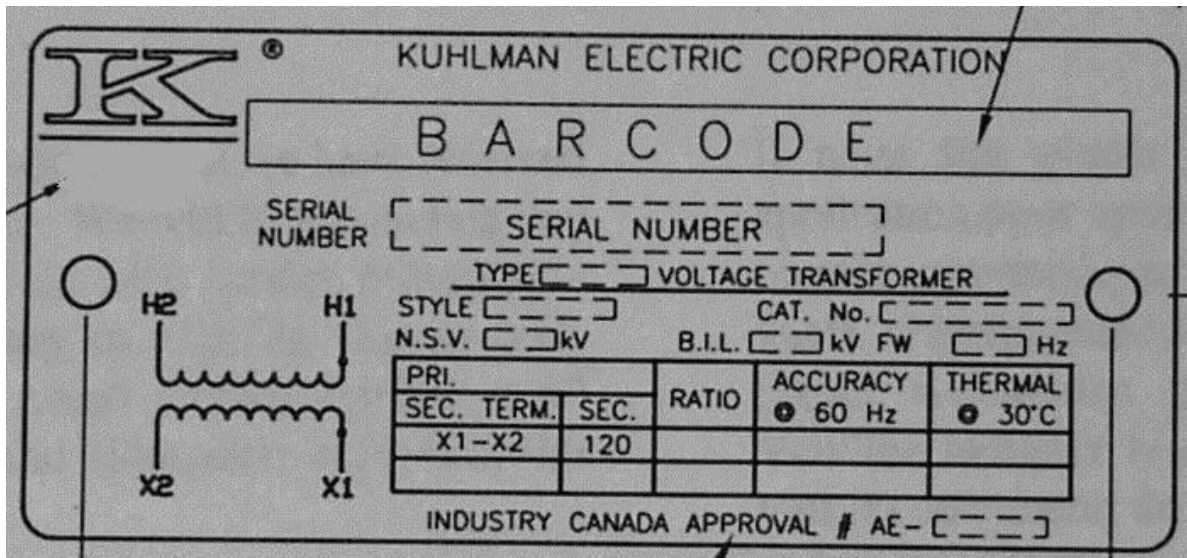 K ®
KUHLMAN ELECTRIC CORPORATION
BARCODE
SERIAL NUMBER SERIAL NUMBER
TYPE VOLTAGE TRANSFORMER
STYLE CAT. No.
N.S.V. kV B.I.L. kV FW Hz
H2 H1
X2 X1
PRI. RATIO ACCURACY @ 60 Hz THERMAL @ 30°C
SEC. TERM. SEC.
X1-X2 120
INDUSTRY CANADA APPROVAL # AE-